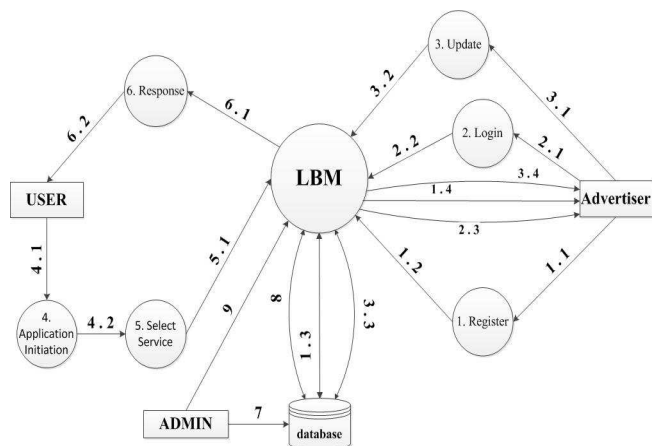 3. Update
3.2
3.1
6. Response
6.1
6.2
2. Login
2.2
2.1
LBM
3.4
1.4
2.3
USER
Advertiser
4.1
5.1
1.2
1.1
9
8
1.3
3.3
4.
Application
Initiation
4.2
5. Select
Service
1. Register
ADMIN
7
database